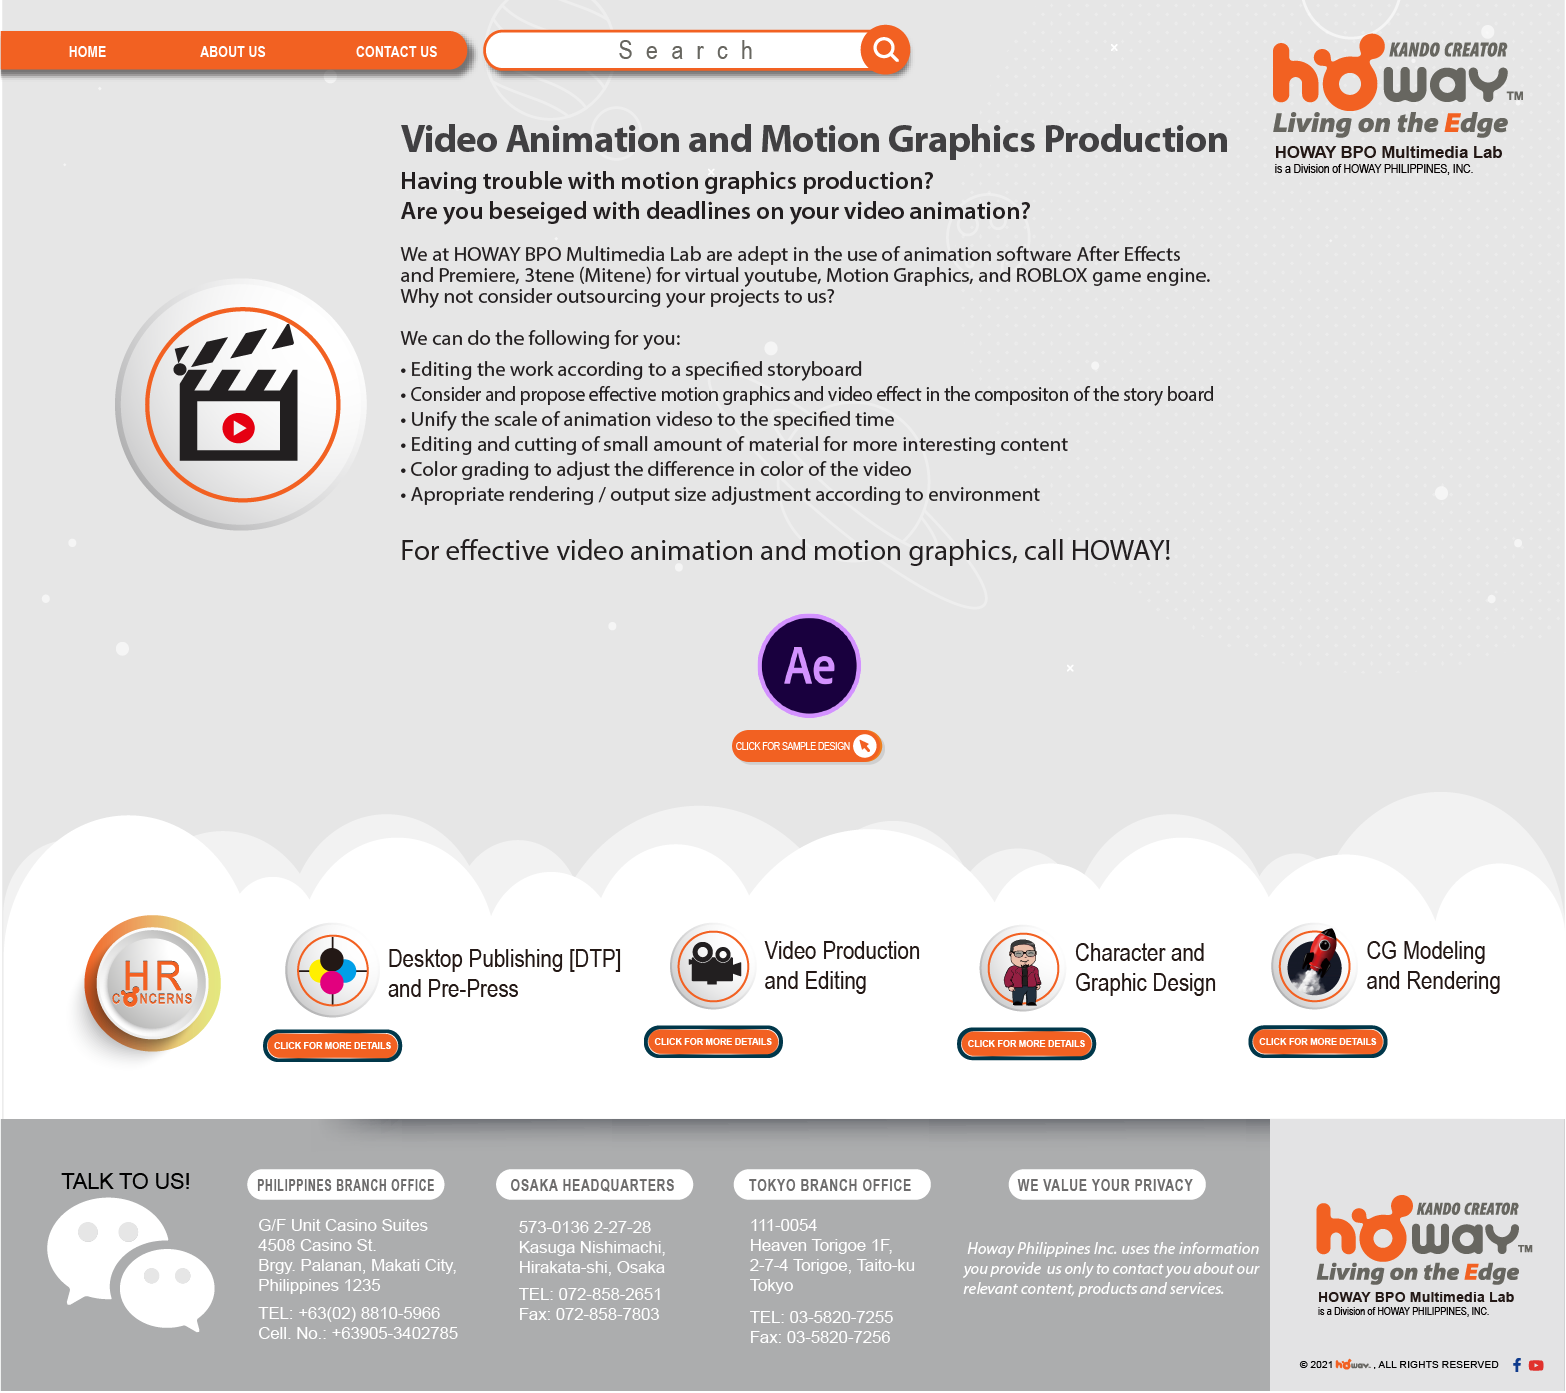 HOME
ABOUT US
CONTACT US
Search
KANDO CREATOR
howay TM
Living on the Edge
HOWAY BPO Multimedia Lab
is a Division of HOWAY PHILIPPINES, INC.
Video Animation and Motion Graphics Production
Having trouble with motion graphics production?
Are you beseiged with deadlines on your video animation?
We at HOWAY BPO Multimedia Lab are adept in the use of animation software After Effects
and Premiere, 3tene (Mitene) for virtual youtube, Motion Graphics, and ROBLOX game engine.
Why not consider outsourcing your projects to us?
We can do the following for you:
• Editing the work according to a specified storyboard
• Consider and propose effective motion graphics and video effect in the compositon of the story board
• Unify the scale of animation videso to the specified time
• Editing and cutting of small amount of material for more interesting content
• Color grading to adjust the difference in color of the video
• Apropriate rendering / output size adjustment according to environment
For effective video animation and motion graphics, call HOWAY!
Ae
CLICK FOR SAMPLE DESIGN
HR
CONCERNS
Desktop Publishing [DTP]
and Pre-Press
CLICK FOR MORE DETAILS
Video Production
and Editing
CLICK FOR MORE DETAILS
Character and
Graphic Design
CLICK FOR MORE DETAILS
CG Modeling
and Rendering
CLICK FOR MORE DETAILS
TALK TO US!
PHILIPPINES BRANCH OFFICE
G/F Unit Casino Suites
4508 Casino St.
Brgy. Palanan, Makati City,
Philippines 1235
TEL: +63(02) 8810-5966
Cell. No.: +63905-3402785
OSAKA HEADQUARTERS
573-0136 2-27-28
Kasuga Nishimachi,
Hirakata-shi, Osaka
TEL: 072-858-2651
Fax: 072-858-7803
TOKYO BRANCH OFFICE
111-0054
Heaven Torigoe 1F,
2-7-4 Torigoe, Taito-ku
Tokyo
TEL: 03-5820-7255
Fax: 03-5820-7256
WE VALUE YOUR PRIVACY
Howay Philippines Inc. uses the information
you provide us only to contact you about our
relevant content, products and services.
KANDO CREATOR
howay TM
Living on the Edge
HOWAY BPO Multimedia Lab
is a Division of HOWAY PHILIPPINES, INC.
© 2021 howay. , ALL RIGHTS RESERVED